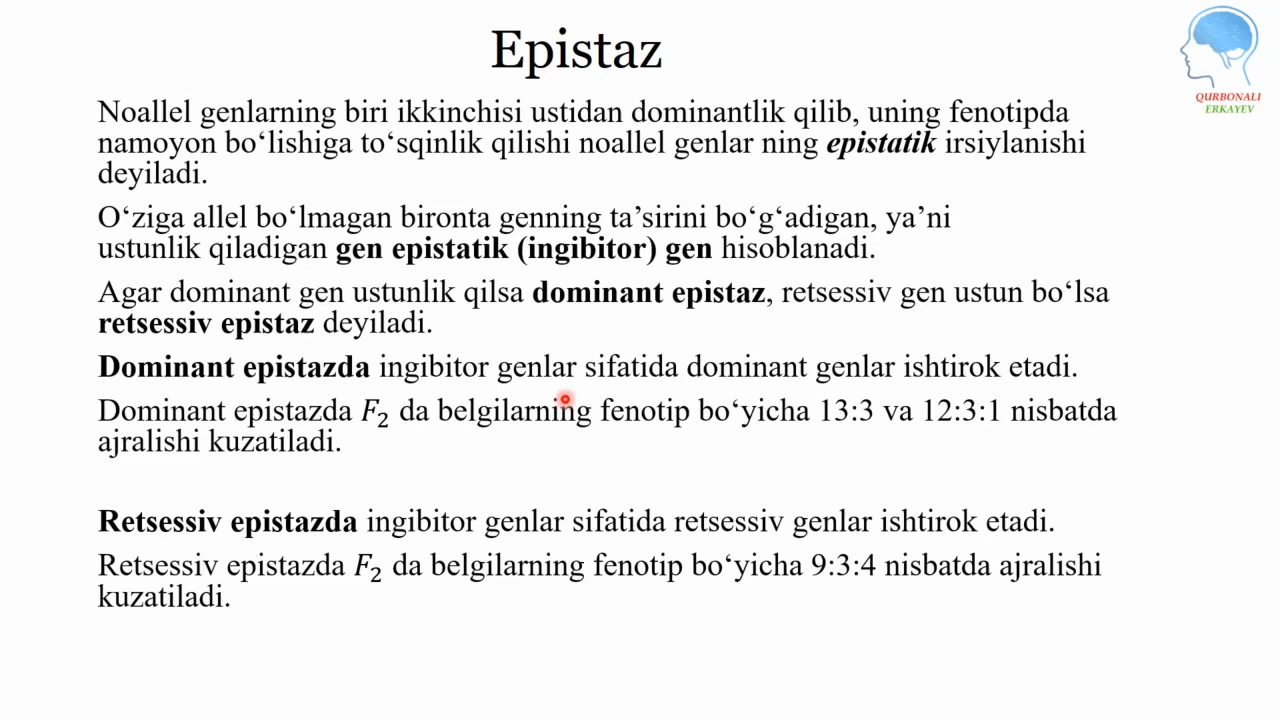 Epistaz
QURBONALI
ERKAYEV
Noallel genlarning biri ikkinchisi ustidan dominantlik qilib, uning fenotipda
namoyon bo‘lishiga to‘sqinlik qilishi noallel genlar ning epistatik irsiylanishi
deyiladi.
O‘ziga allel bo‘lmagan bironta genning ta’sirini bo‘g‘adigan, ya’ni
ustunlik qiladigan gen epistatik (ingibitor) gen hisoblanadi.
Agar dominant gen ustunlik qilsa dominant epistaz, retsessiv gen ustun bo‘lsa
retsessiv epistaz deyiladi.
Dominant epistazda ingibitor genlar sifatida dominant genlar ishtirok etadi.
Dominant epistazda F₂ da belgilarning fenotip bo‘yicha 13:3 va 12:3:1 nisbatda
ajralishi kuzatiladi.
Retsessiv epistazda ingibitor genlar sifatida retsessiv genlar ishtirok etadi.
Retsessiv epistazda F₂ da belgilarning fenotip bo‘yicha 9:3:4 nisbatda ajralishi
kuzatiladi.